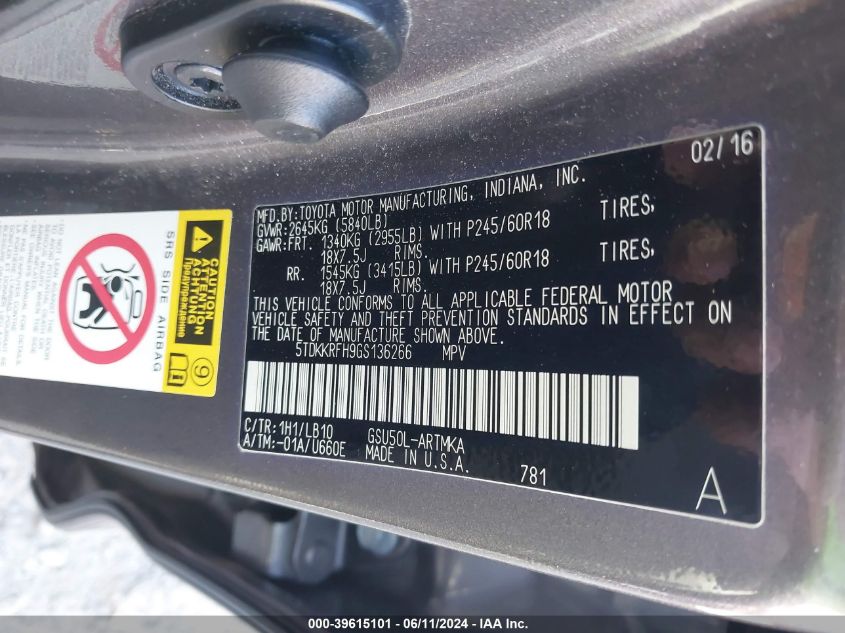 02/16
MFD.BY:TOYOTA MOTOR MANUFACTURING, INDIANA, INC.
GVWR:2645KG (5840LB)
GAWR:FRT. 1340KG (2955LB) WITH P245/60R18 TIRES,
18X7.5J RIMS.
RR. 1545KG (3415LB) WITH P245/60R18 TIRES,
18X7.5J RIMS.
THIS VEHICLE CONFORMS TO ALL APPLICABLE FEDERAL MOTOR
VEHICLE SAFETY AND THEFT PREVENTION STANDARDS IN EFFECT ON
THE DATE OF MANUFACTURE SHOWN ABOVE.
5TDKKRFH9GS136266 MPV
C/TR:1H1/LB10 GSU50L-ARTMKA
A/TM:-01A/U660E MADE IN U.S.A.
781
A
SRS SIDE AIRBAG
CAUTION
ATTENTION
ACHTUNG
Предупреждение
9
000-39615101 - 06/11/2024 - IAA Inc.